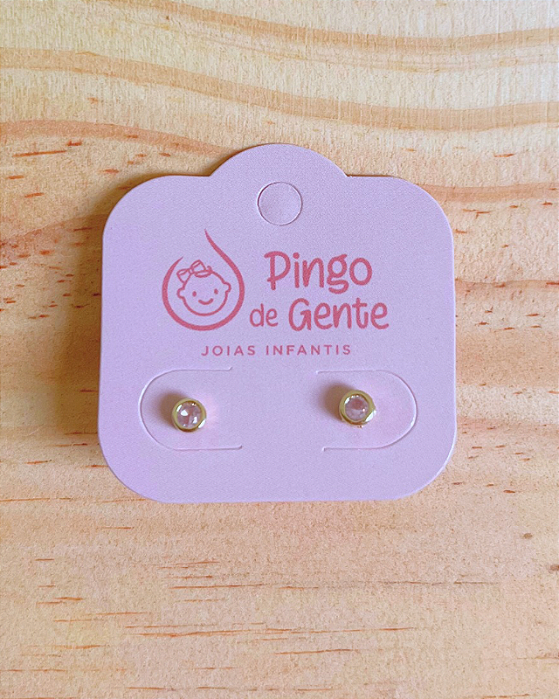 Pingo
de Gente
JOIAS INFANTIS